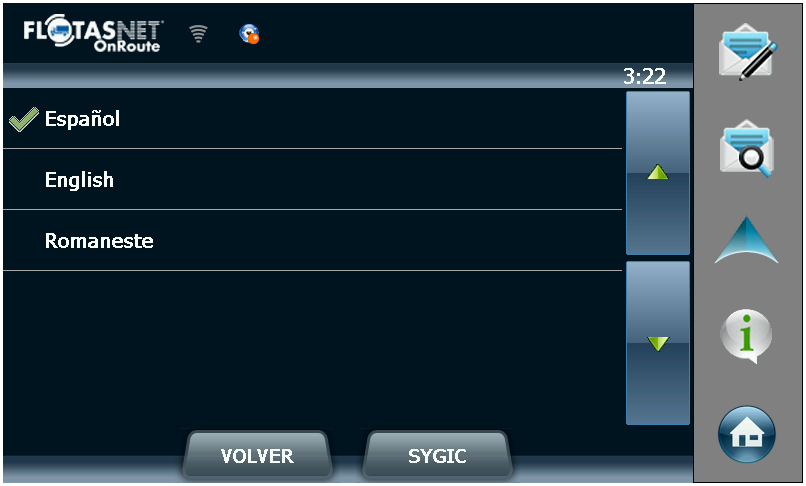 FLOTASNET
OnRoute
3:22
Español
English
Romaneste
VOLVER
SYGIC